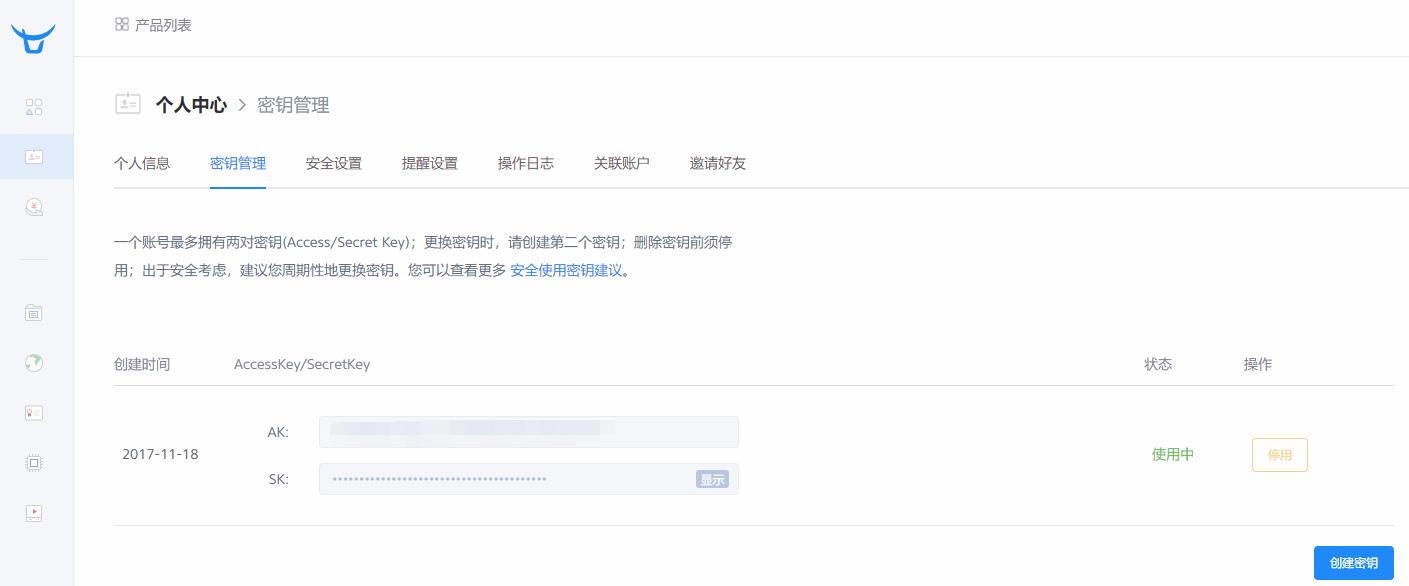 产品列表
个人中心 > 密钥管理
个人信息 密钥管理 安全设置 提醒设置 操作日志 关联账户 邀请好友
一个账号最多拥有两对密钥(Access/Secret Key)；更换密钥时，请创建第二个密钥；删除密钥前须停
用；出于安全考虑，建议您周期性地更换密钥。您可以查看更多 安全使用密钥建议。
创建时间 AccessKey/SecretKey 状态 操作
AK:
2017-11-18 使用中 停用
SK: ••••••••••••••••••••••••••••••••••••••• 显示
创建密钥